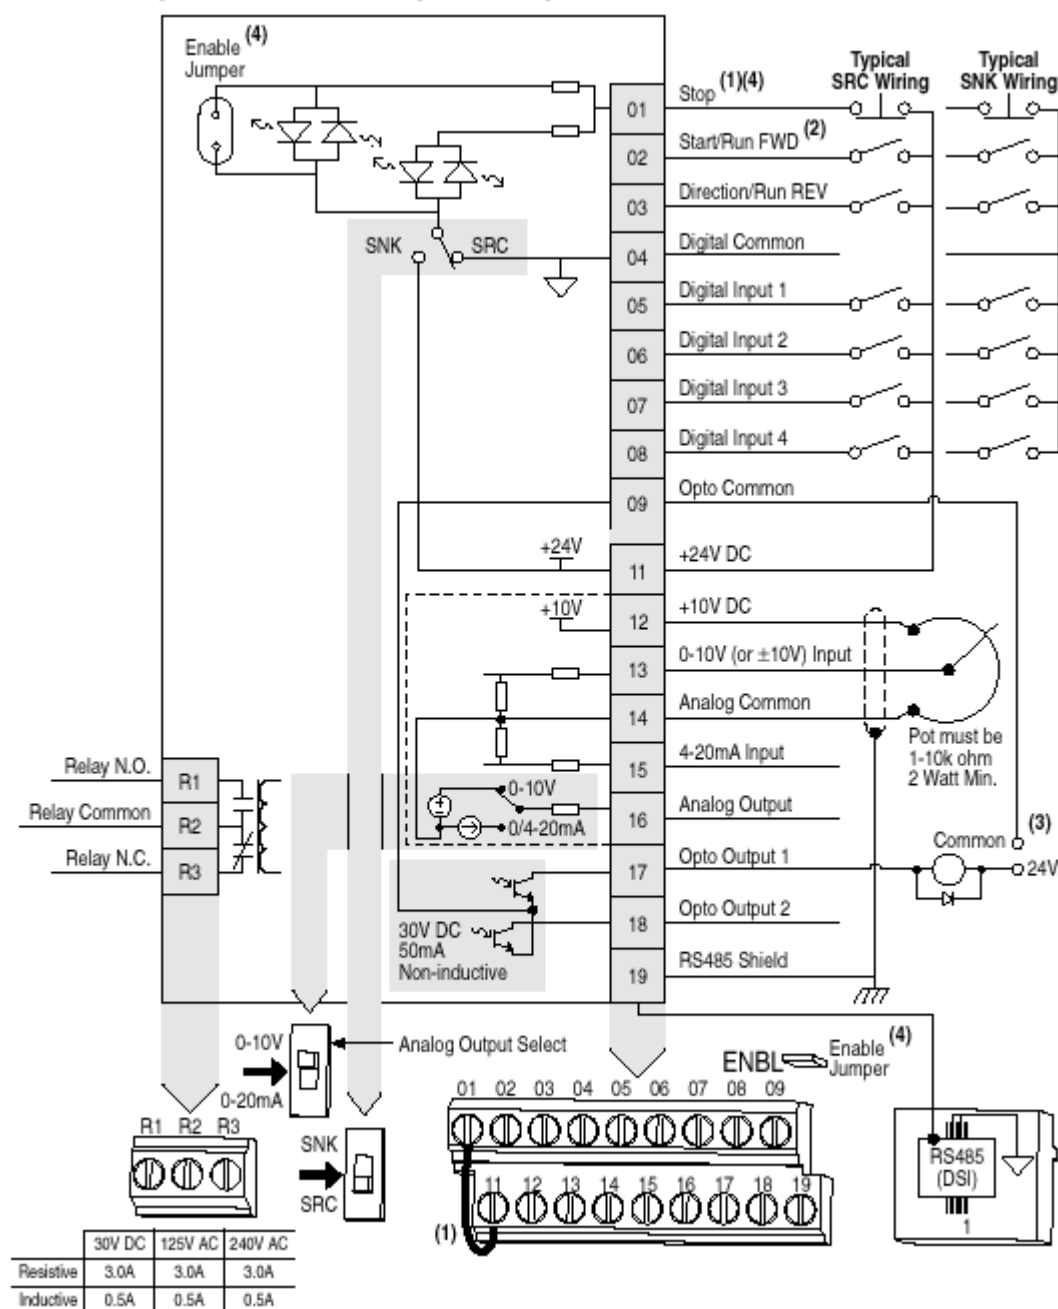 Enable (4)
Jumper
Typical
SRC Wiring
Typical
SNK Wiring
01 Stop (1)(4)
02 Start/Run FWD (2)
03 Direction/Run REV
SNK SRC
04 Digital Common
05 Digital Input 1
06 Digital Input 2
07 Digital Input 3
08 Digital Input 4
09 Opto Common
+24V
11 +24V DC
+10V
12 +10V DC
13 0-10V (or ±10V) Input
14 Analog Common
Pot must be
1-10k ohm
2 Watt Min.
15 4-20mA Input
0-10V
16 Analog Output
0/4-20mA
Relay N.O. R1
Relay Common R2
Relay N.C. R3
(3)
Common
24V
17 Opto Output 1
18 Opto Output 2
30V DC
50mA
Non-inductive
19 RS485 Shield
0-10V
0-20mA
Analog Output Select
ENBL
Enable (4)
Jumper
01 02 03 04 05 06 07 08 09
R1 R2 R3
SNK
SRC
11 12 13 14 15 16 17 18 19
(1)
RS485
(DSI)
1
30V DC 125V AC 240V AC
Resistive 3.0A 3.0A 3.0A
Inductive 0.5A 0.5A 0.5A